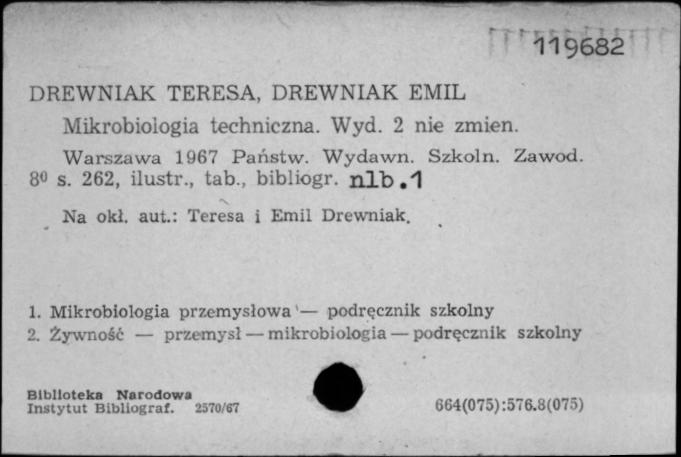 119682
DREWNIAK TERESA, DREWNIAK EMIL
Mikrobiologia techniczna. Wyd. 2 nie zmien.
Warszawa 1967 Państw. Wydawn. Szkoln. Zawod.
8⁰ s. 262, ilustr., tab., bibliogr. nlb.1
Na okł. aut.: Teresa i Emil Drewniak.
1. Mikrobiologia przemysłowa — podręcznik szkolny
2. Żywność — przemysł — mikrobiologia — podręcznik szkolny
Biblioteka Narodowa
Instytut Bibliograf. 2570/67
664(075):576.8(075)